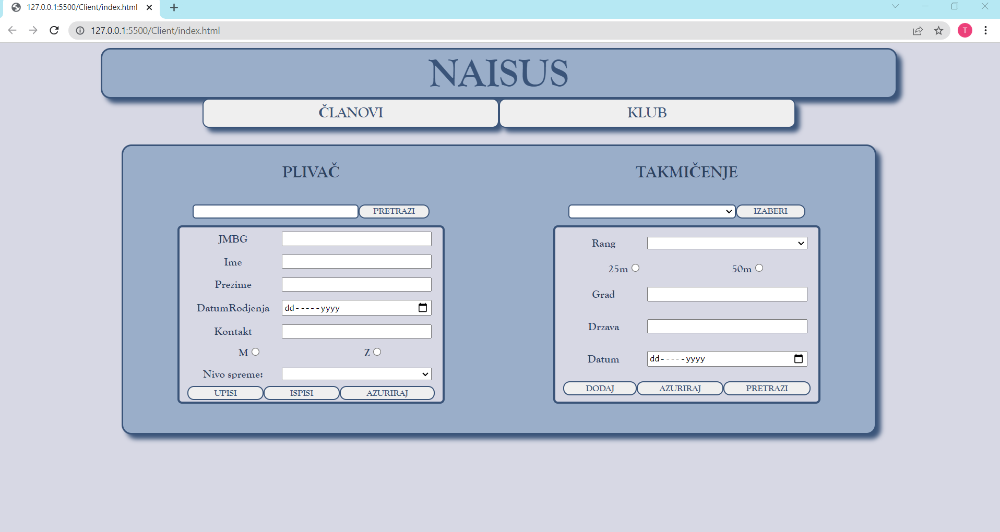 127.0.0.1:5500/Client/index.html
127.0.0.1:5500/Client/index.html
T
NAISUS
ČLANOVI
KLUB
PLIVAČ
PRETRAZI
JMBG
Ime
Prezime
DatumRodjenja
dd-----yyyy
Kontakt
M
Z
Nivo spreme:
UPISI
ISPISI
AZURIRAJ
TAKMIČENJE
IZABERI
Rang
25m
50m
Grad
Drzava
Datum
dd-----yyyy
DODAJ
AZURIRAJ
PRETRAZI